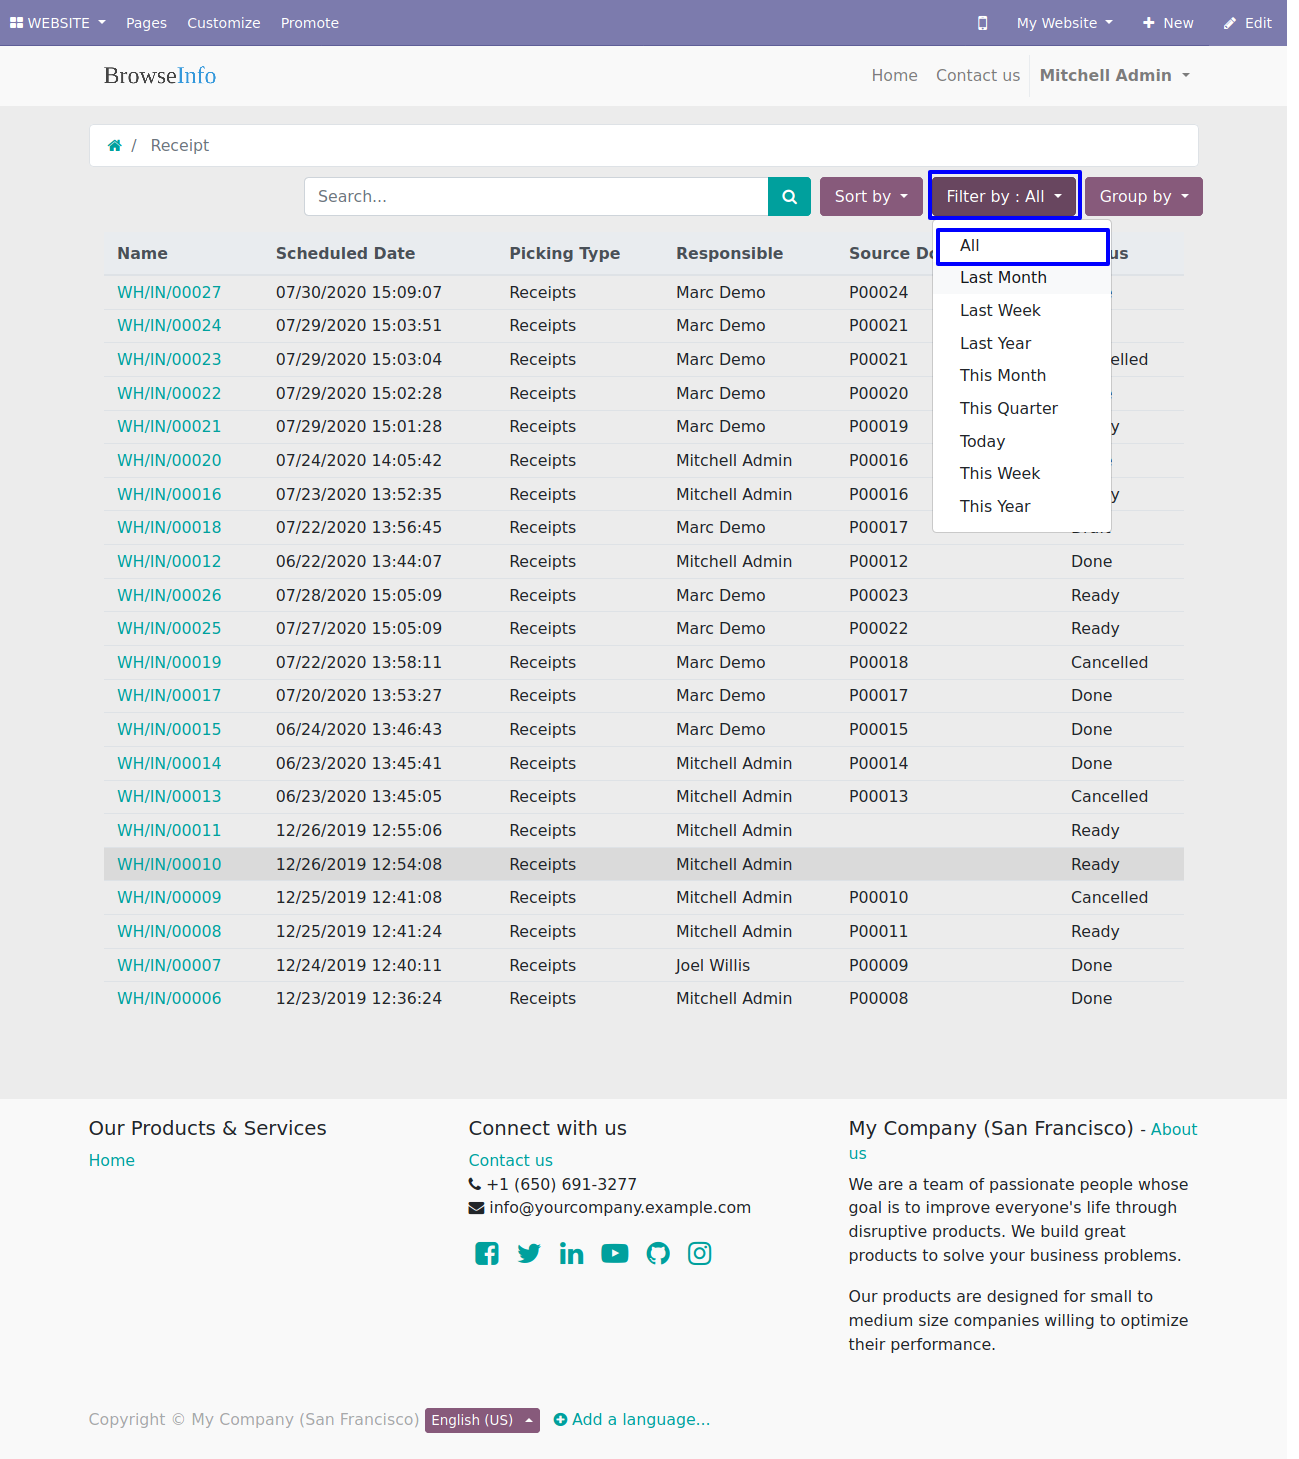 WEBSITE Pages Customize Promote My Website New Edit
BrowseInfo Home Contact us Mitchell Admin
/ Receipt
Search... Sort by Filter by : All Group by
Name Scheduled Date Picking Type Responsible Source
All
Last Month
Last Week
Last Year
This Month
This Quarter
Today
This Week
This Year
WH/IN/00027 07/30/2020 15:09:07 Receipts Marc Demo P00024
WH/IN/00024 07/29/2020 15:03:51 Receipts Marc Demo P00021
WH/IN/00023 07/29/2020 15:03:04 Receipts Marc Demo P00021
WH/IN/00022 07/29/2020 15:02:28 Receipts Marc Demo P00020
WH/IN/00021 07/29/2020 15:01:28 Receipts Marc Demo P00019
WH/IN/00020 07/24/2020 14:05:42 Receipts Mitchell Admin P00016
WH/IN/00016 07/23/2020 13:52:35 Receipts Mitchell Admin P00016
WH/IN/00018 07/22/2020 13:56:45 Receipts Marc Demo P00017
WH/IN/00012 06/22/2020 13:44:07 Receipts Mitchell Admin P00012 Done
WH/IN/00026 07/28/2020 15:05:09 Receipts Marc Demo P00023 Ready
WH/IN/00025 07/27/2020 15:05:09 Receipts Marc Demo P00022 Ready
WH/IN/00019 07/22/2020 13:58:11 Receipts Marc Demo P00018 Cancelled
WH/IN/00017 07/20/2020 13:53:27 Receipts Marc Demo P00017 Done
WH/IN/00015 06/24/2020 13:46:43 Receipts Marc Demo P00015 Done
WH/IN/00014 06/23/2020 13:45:41 Receipts Mitchell Admin P00014 Done
WH/IN/00013 06/23/2020 13:45:05 Receipts Mitchell Admin P00013 Cancelled
WH/IN/00011 12/26/2019 12:55:06 Receipts Mitchell Admin Ready
WH/IN/00010 12/26/2019 12:54:08 Receipts Mitchell Admin Ready
WH/IN/00009 12/25/2019 12:41:08 Receipts Mitchell Admin P00010 Cancelled
WH/IN/00008 12/25/2019 12:41:24 Receipts Mitchell Admin P00011 Ready
WH/IN/00007 12/24/2019 12:40:11 Receipts Joel Willis P00009 Done
WH/IN/00006 12/23/2019 12:36:24 Receipts Mitchell Admin P00008 Done
Our Products & Services
Home
Connect with us
Contact us
+1 (650) 691-3277
info@yourcompany.example.com
My Company (San Francisco) - About
us
We are a team of passionate people whose
goal is to improve everyone's life through
disruptive products. We build great
products to solve your business problems.
Our products are designed for small to
medium size companies willing to optimize
their performance.
Copyright © My Company (San Francisco) English (US) Add a language...